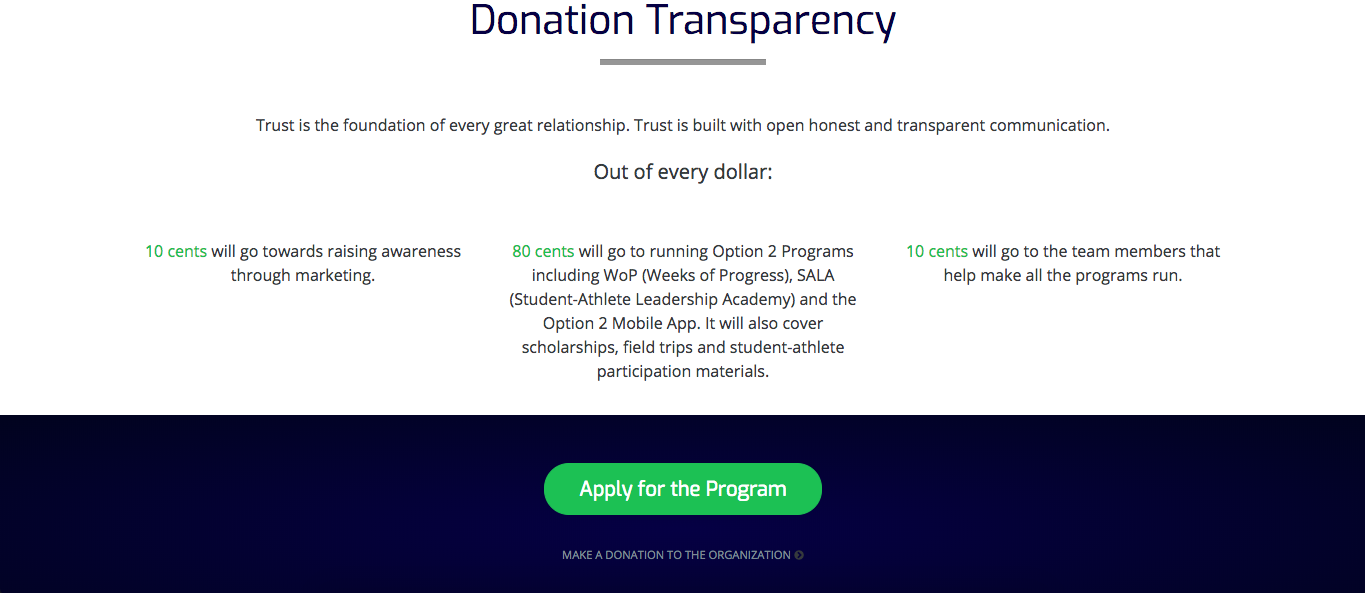 Donation Transparency
Trust is the foundation of every great relationship. Trust is built with open honest and transparent communication.
Out of every dollar:
10 cents will go towards raising awareness
through marketing.
80 cents will go to running Option 2 Programs
including WoP (Weeks of Progress), SALA
(Student-Athlete Leadership Academy) and the
Option 2 Mobile App. It will also cover
scholarships, field trips and student-athlete
participation materials.
10 cents will go to the team members that
help make all the programs run.
Apply for the Program
MAKE A DONATION TO THE ORGANIZATION